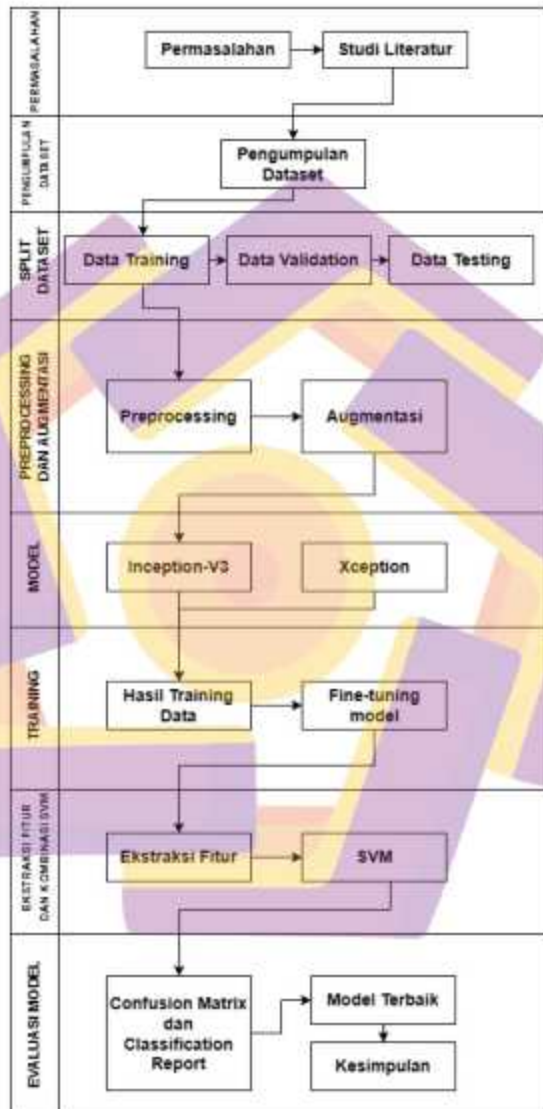 PERMASALAHAN
Permasalahan
Studi Literatur
PENGUMPULAN
DATASET
Pengumpulan
Dataset
SPLIT
DATASET
Data Training
Data Validation
Data Testing
PREPROCESSING
DAN AUGMENTASI
Preprocessing
Augmentasi
MODEL
Inception-V3
Xception
TRAINING
Hasil Training
Data
Fine-tuning
model
EKSTRAKSI FITUR
DAN KOMBINASI SVM
Ekstraksi Fitur
SVM
EVALUASI MODEL
Confusion Matrix
dan
Classification
Report
Model Terbaik
Kesimpulan